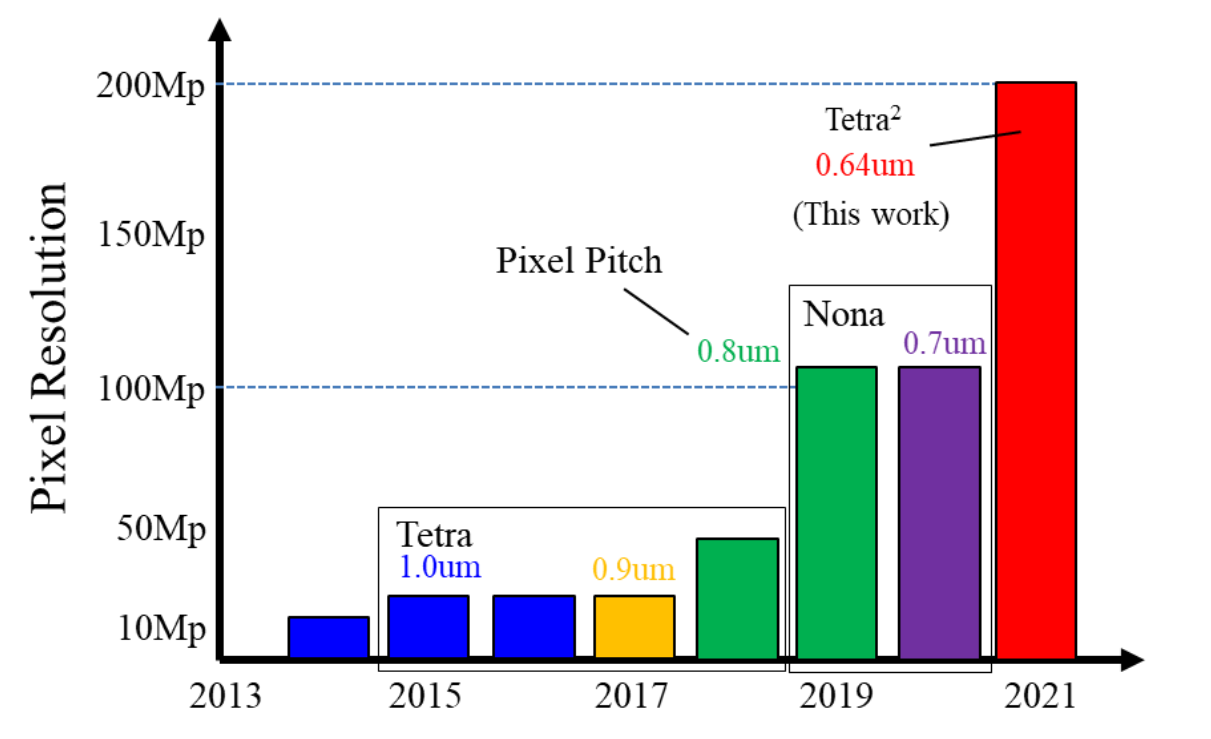 200Mp
Tetra²
0.64um
(This work)
150Mp
Pixel Pitch
Nona
0.8um
0.7um
100Mp
Pixel Resolution
50Mp
Tetra
1.0um
0.9um
10Mp
2013 2015 2017 2019 2021